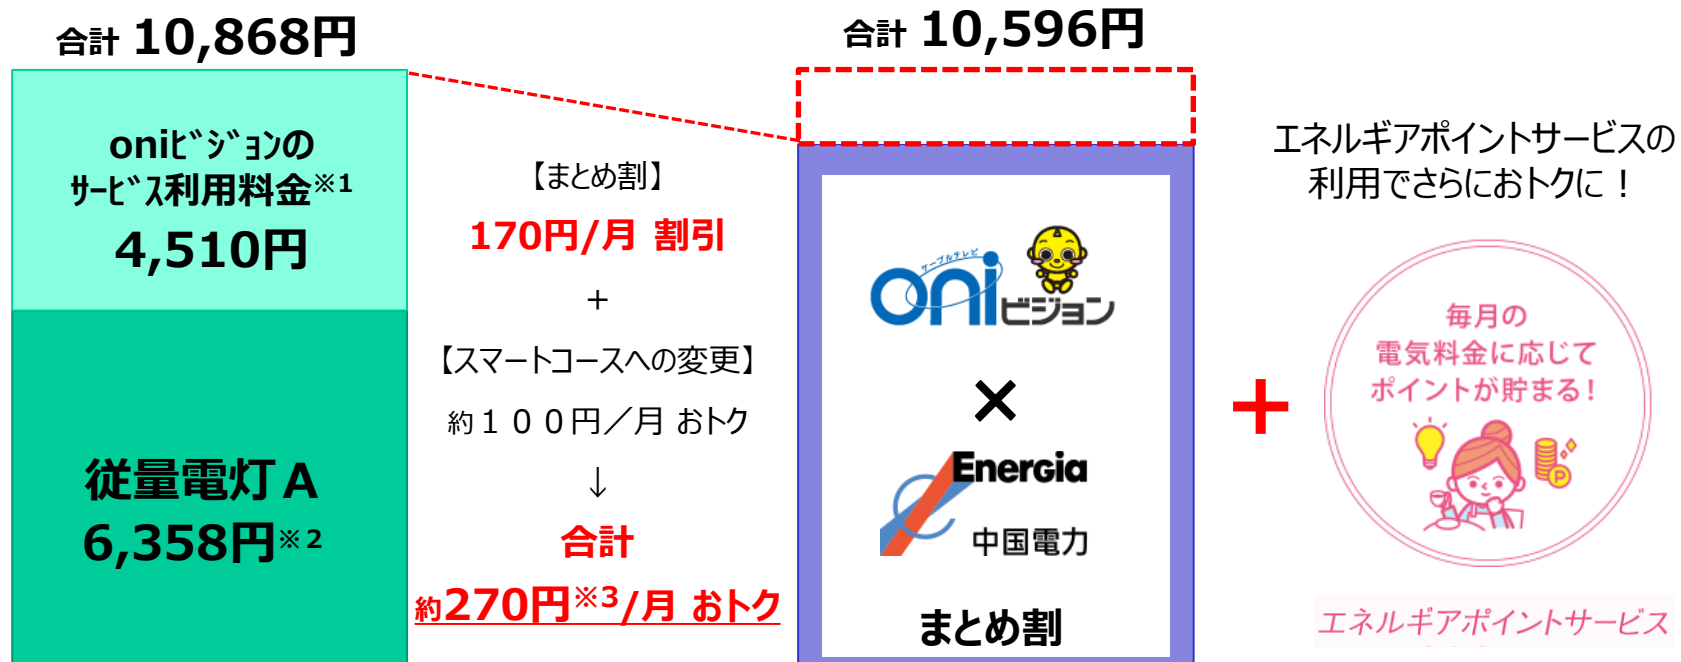 合計 10,868円
oniﾋﾞｼﾞｮﾝの
ｻｰﾋﾞｽ利用料金※1
4,510円
従量電灯A
6,358円※2
【まとめ割】
170円/月 割引
+
【スマートコースへの変更】
約１００円／月 おトク
↓
合計
約270円※3/月 おトク
合計 10,596円
ケーブルテレビ
oniビジョン
×
Energia
中国電力
まとめ割
+
エネルギアポイントサービスの
利用でさらにおトクに！
毎月の
電気料金に応じて
ポイントが貯まる!
P
エネルギアポイントサービス